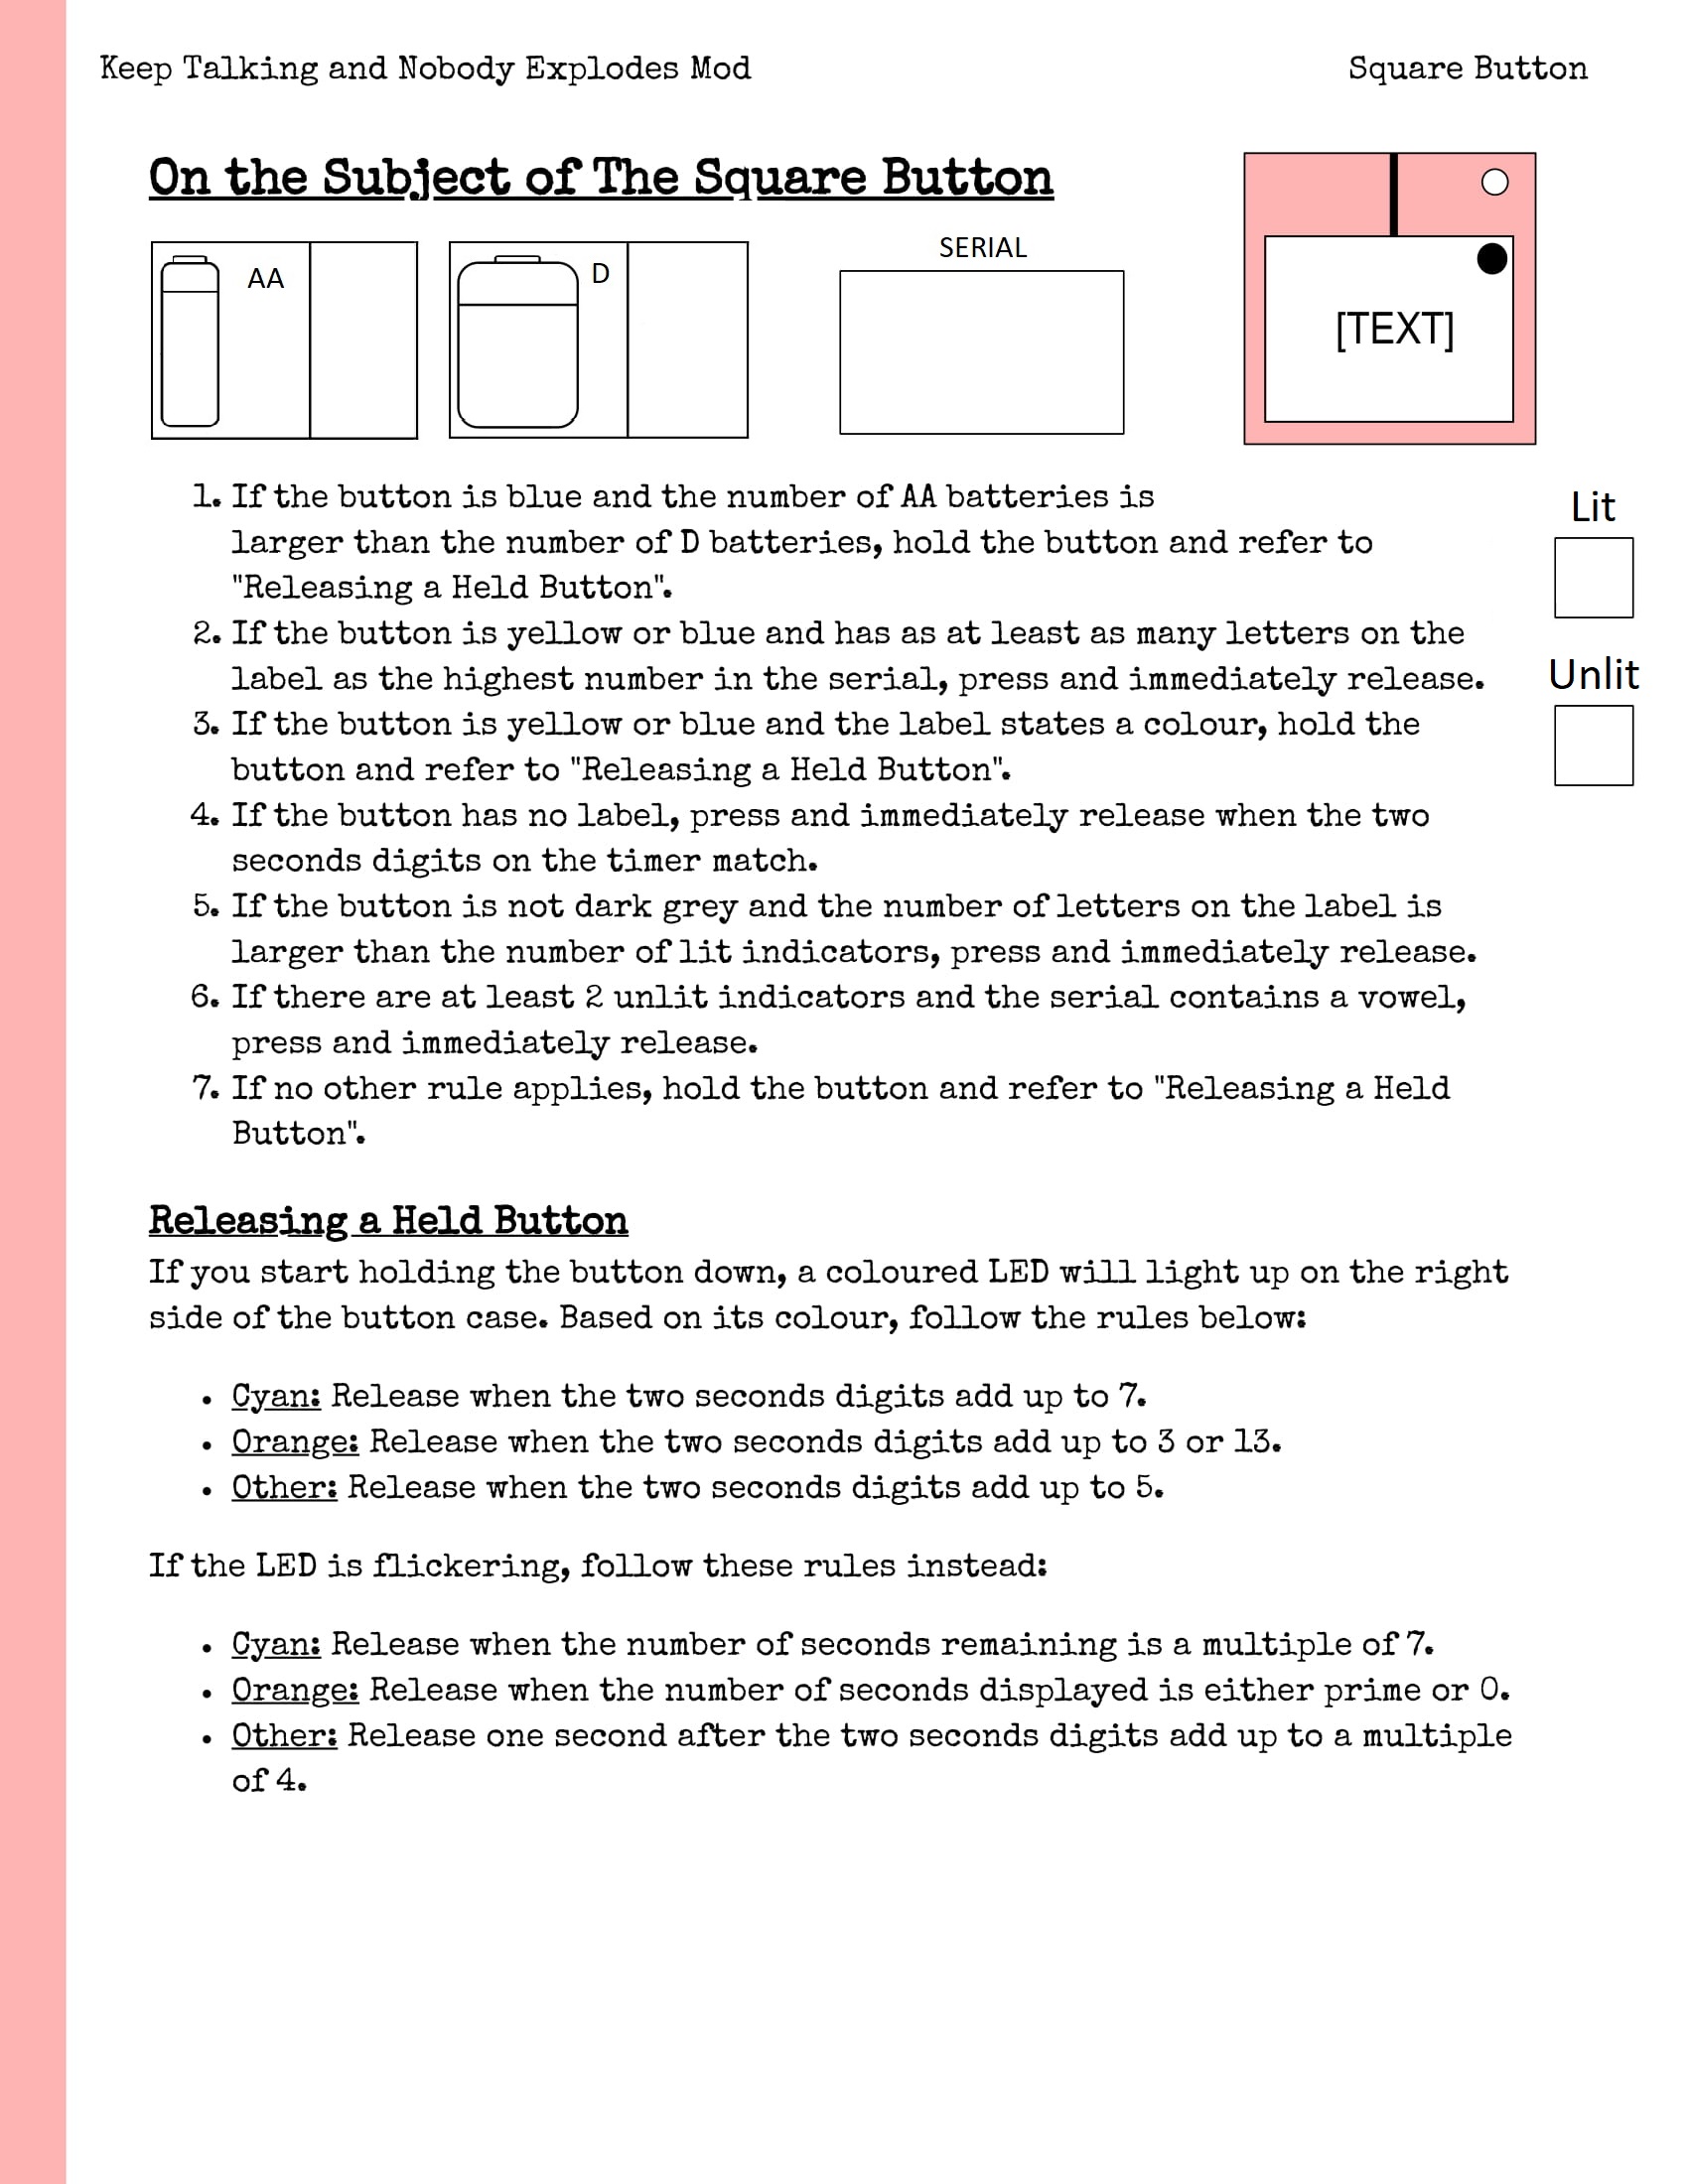 Keep Talking and Nobody Explodes Mod
Square Button
On the Subject of The Square Button
AA
D
SERIAL
[TEXT]
1. If the button is blue and the number of AA batteries is
larger than the number of D batteries, hold the button and refer to
"Releasing a Held Button".
2. If the button is yellow or blue and has as at least as many letters on the
label as the highest number in the serial, press and immediately release.
3. If the button is yellow or blue and the label states a colour, hold the
button and refer to "Releasing a Held Button".
4. If the button has no label, press and immediately release when the two
seconds digits on the timer match.
5. If the button is not dark grey and the number of letters on the label is
larger than the number of lit indicators, press and immediately release.
6. If there are at least 2 unlit indicators and the serial contains a vowel,
press and immediately release.
7. If no other rule applies, hold the button and refer to "Releasing a Held
Button".
Lit
Unlit
Releasing a Held Button
If you start holding the button down, a coloured LED will light up on the right
side of the button case. Based on its colour, follow the rules below:
• Cyan: Release when the two seconds digits add up to 7.
• Orange: Release when the two seconds digits add up to 3 or 13.
• Other: Release when the two seconds digits add up to 5.
If the LED is flickering, follow these rules instead:
• Cyan: Release when the number of seconds remaining is a multiple of 7.
• Orange: Release when the number of seconds displayed is either prime or 0.
• Other: Release one second after the two seconds digits add up to a multiple
of 4.